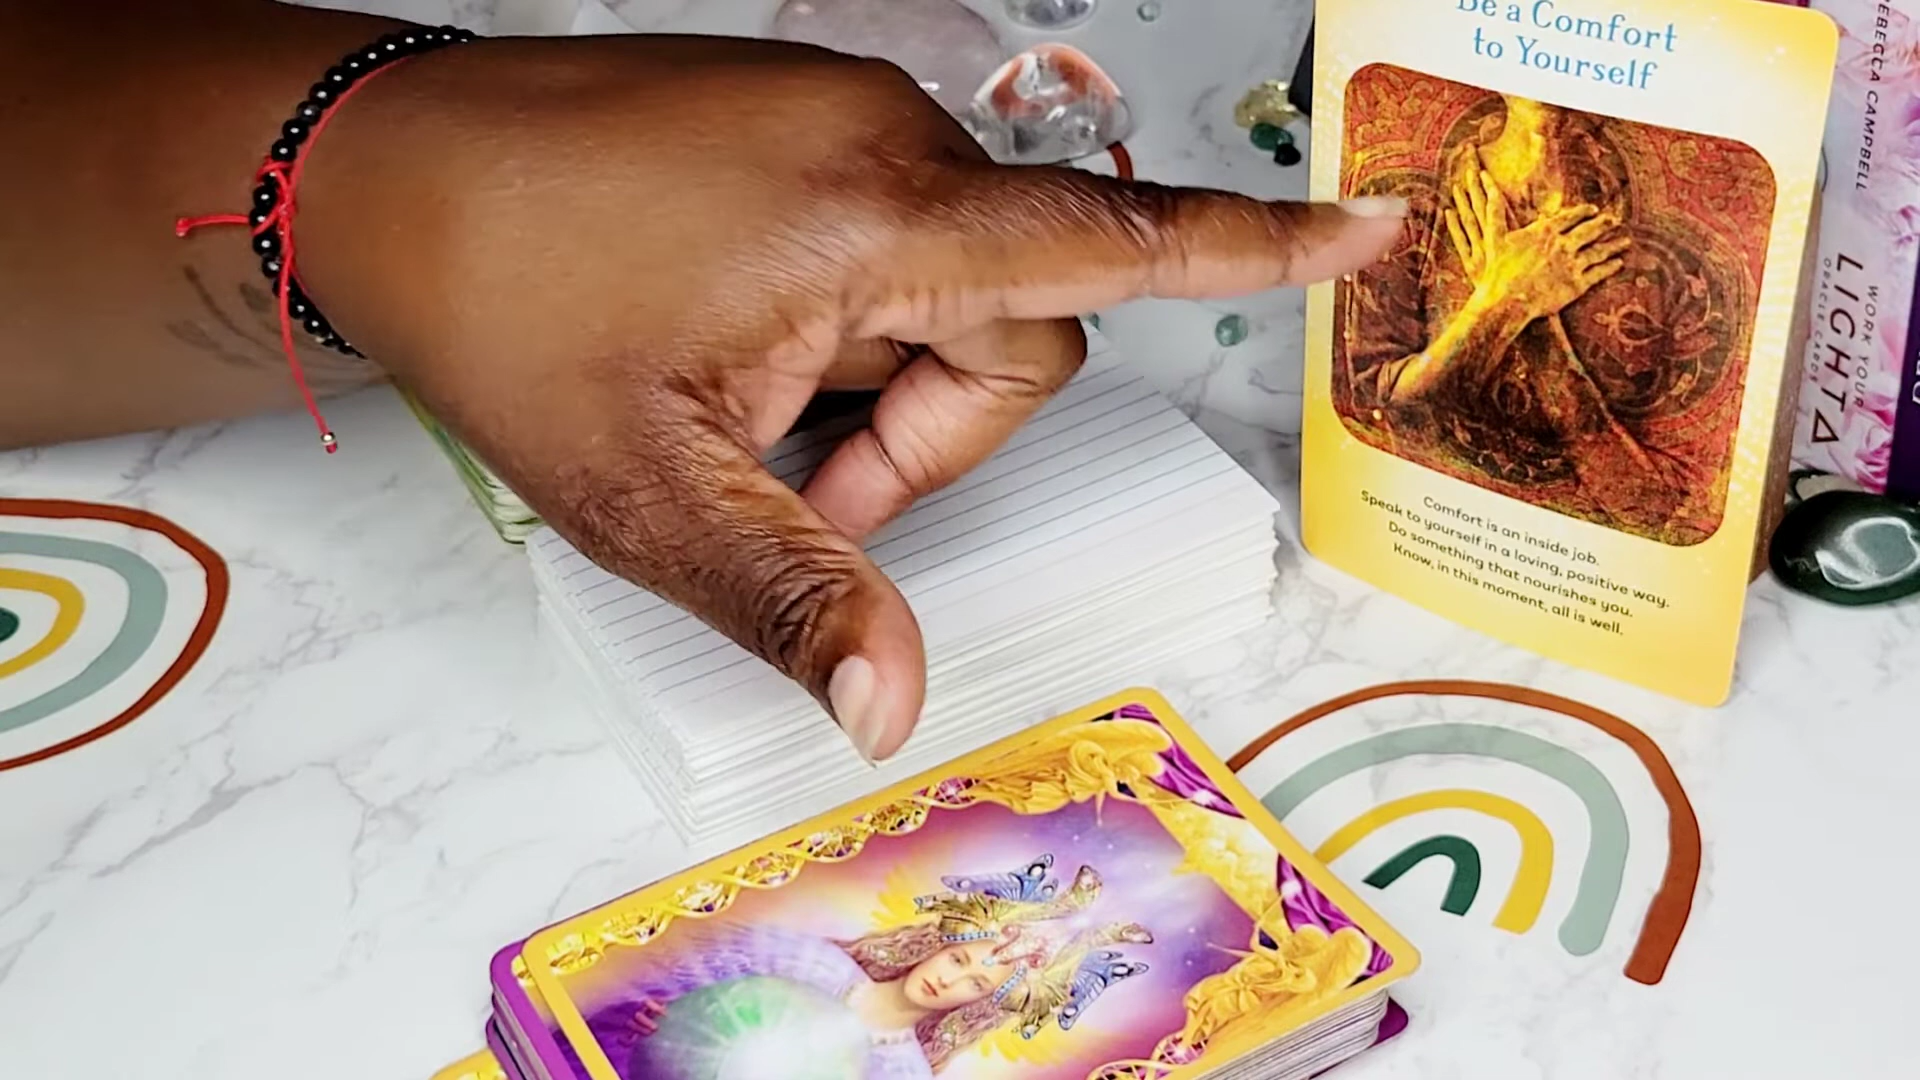 Be a Comfort
to Yourself
Comfort is an inside job.
Speak to yourself in a loving, positive way.
Do something that nourishes you.
Know, in this moment, all is well.
REBECCA CAMPBELL
WORK YOUR
LIGHT
ORACLE CARDS